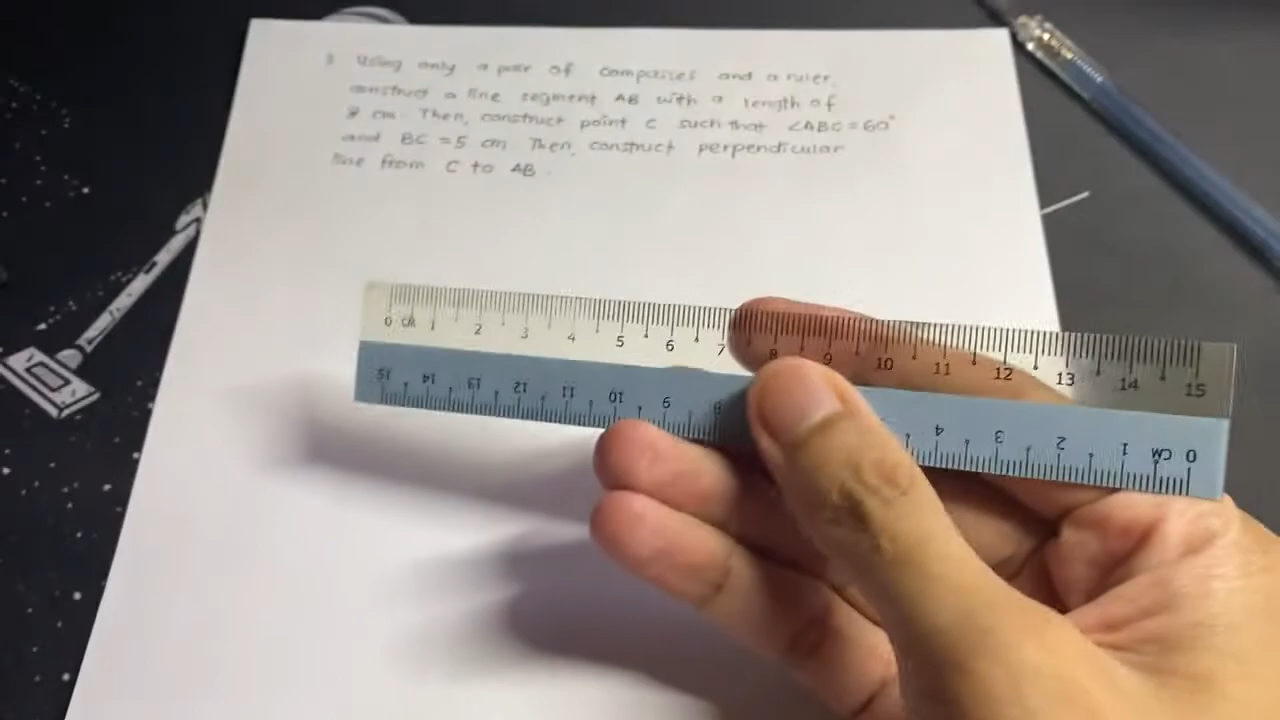 Using only a pair of compasses and a ruler,
construct a line segment AB with a length of
cm. Then, construct point C such that ∠ABC = 60°
and BC = 5 cm. Then, construct perpendicular
line from C to AB.
0 CM 2 3 4 5 6 7 8 9 10 11 12 13 14 15
15 14 13 12 11 10 9 8 4 3 2 1 CM 0